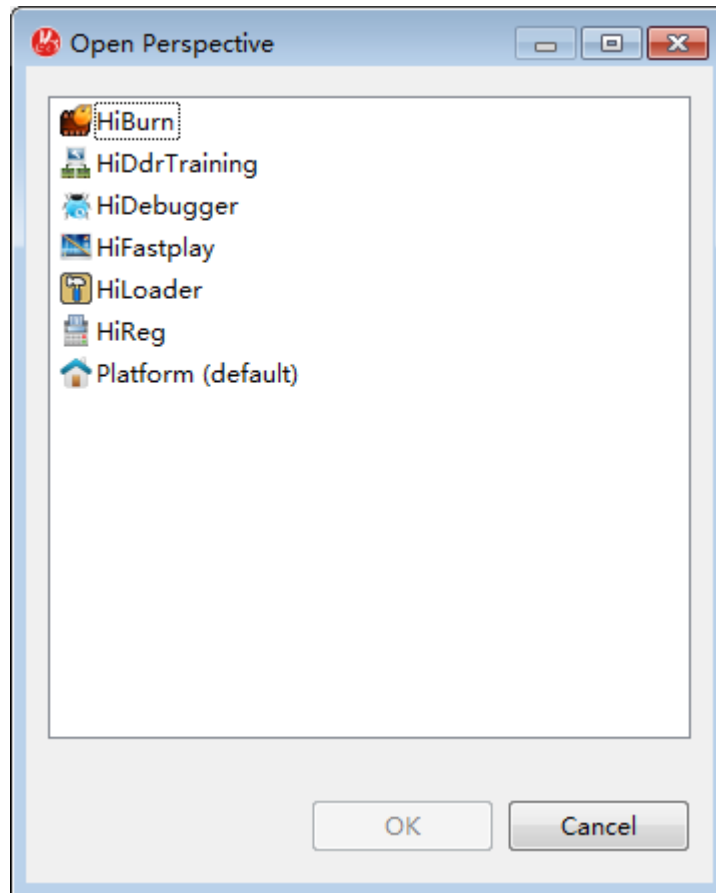 Open Perspective
HiBurn
HiDdrTraining
HiDebugger
HiFastplay
HiLoader
HiReg
Platform (default)
OK
Cancel